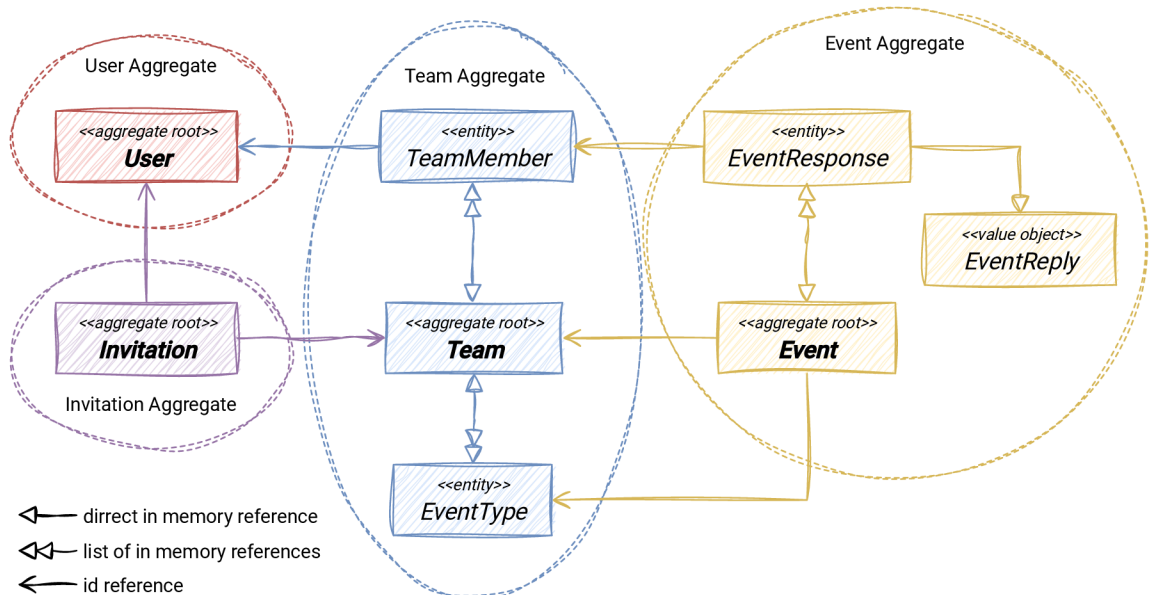 Event Aggregate
User Aggregate
Team Aggregate
<<aggregate root>>
User
<<entity>>
TeamMember
<<entity>>
EventResponse
<<value object>>
EventReply
<<aggregate root>>
Invitation
<<aggregate root>>
Team
<<aggregate root>>
Event
Invitation Aggregate
<<entity>>
EventType
dirrect in memory reference
list of in memory references
id reference